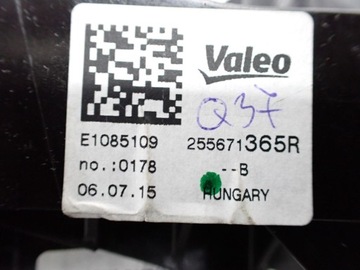 Valeo
Q37
E1085109 255671365R
no.:0178 --B
06.07.15 HUNGARY